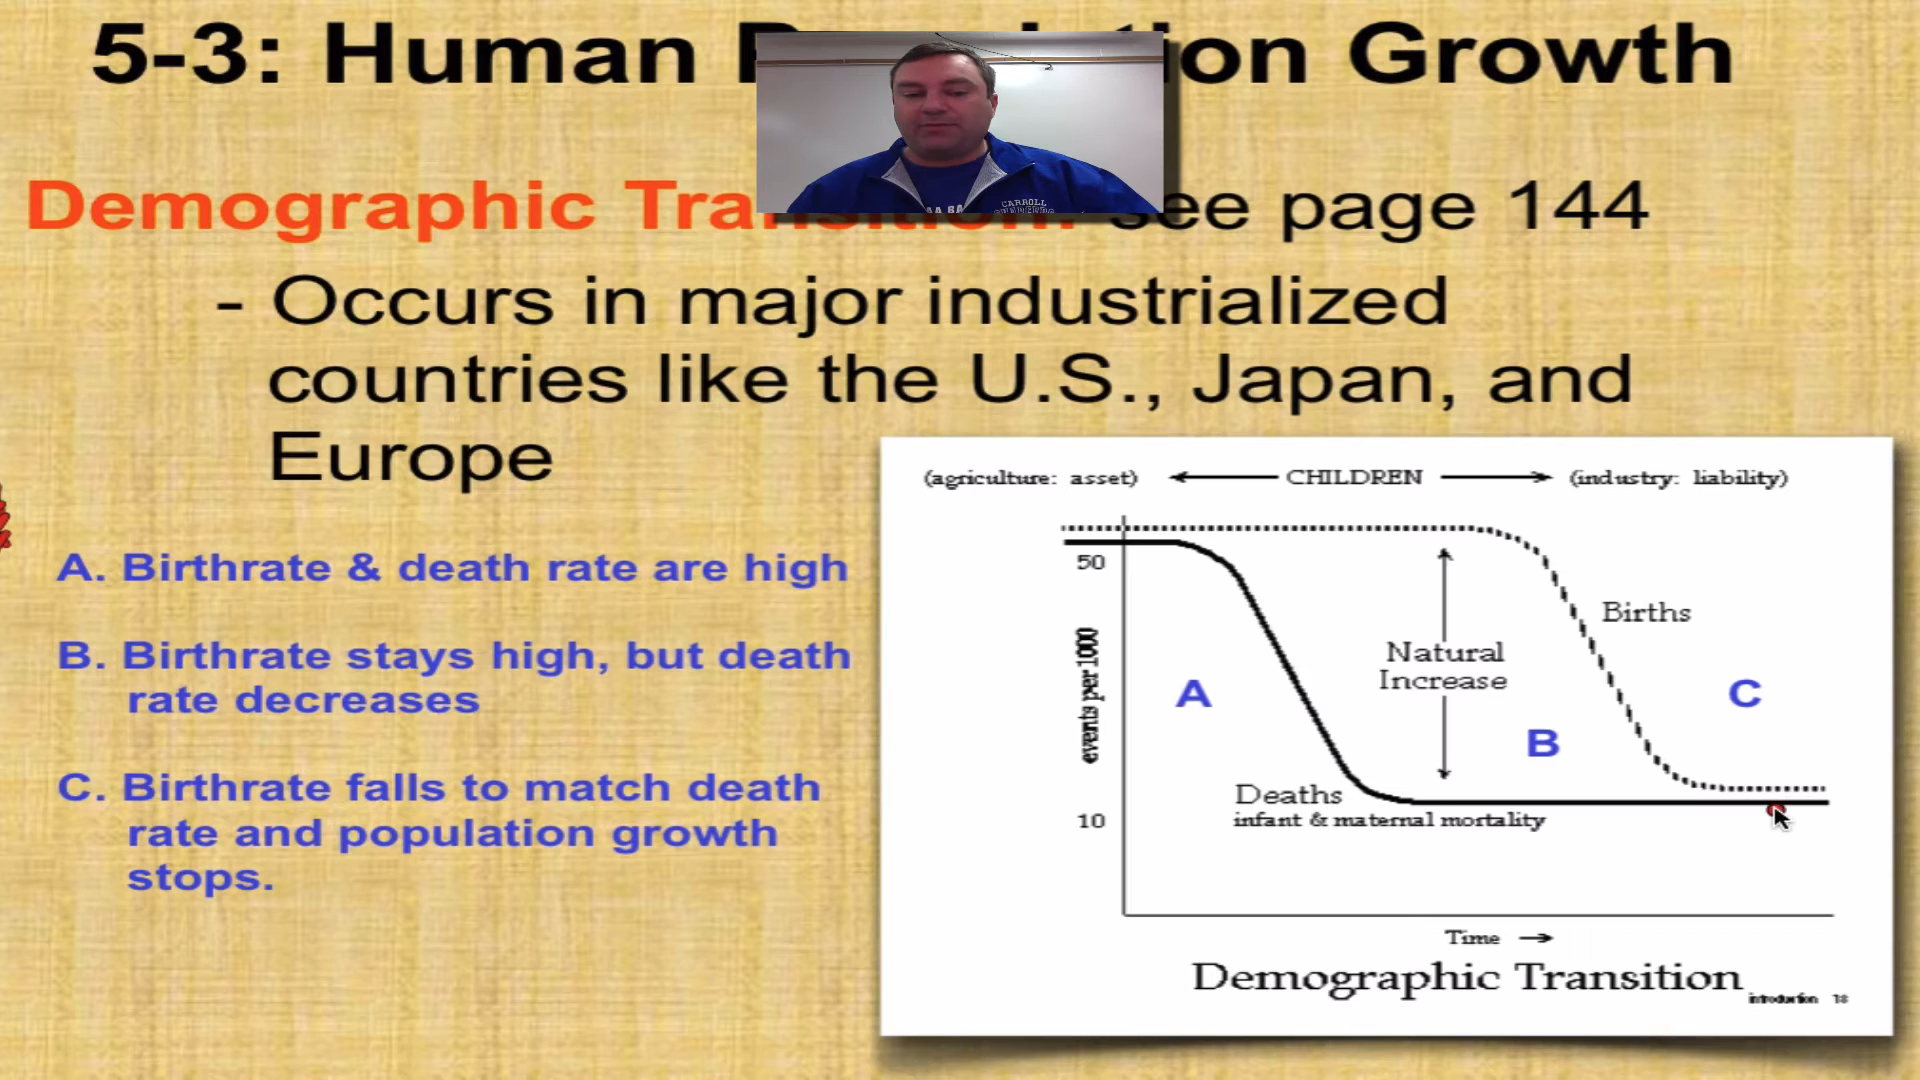 5-3: Human P ion Growth
Demographic Transition: see page 144
- Occurs in major industrialized
countries like the U.S., Japan, and
Europe
A. Birthrate & death rate are high
B. Birthrate stays high, but death
rate decreases
C. Birthrate falls to match death
rate and population growth
stops.
(agriculture: asset) CHILDREN (industry: liability)
50
Births
events per 1000
Natural
Increase
A
C
B
Deaths
infant & maternal mortality
10
Time
Demographic Transition
introduction 18
CARROLL